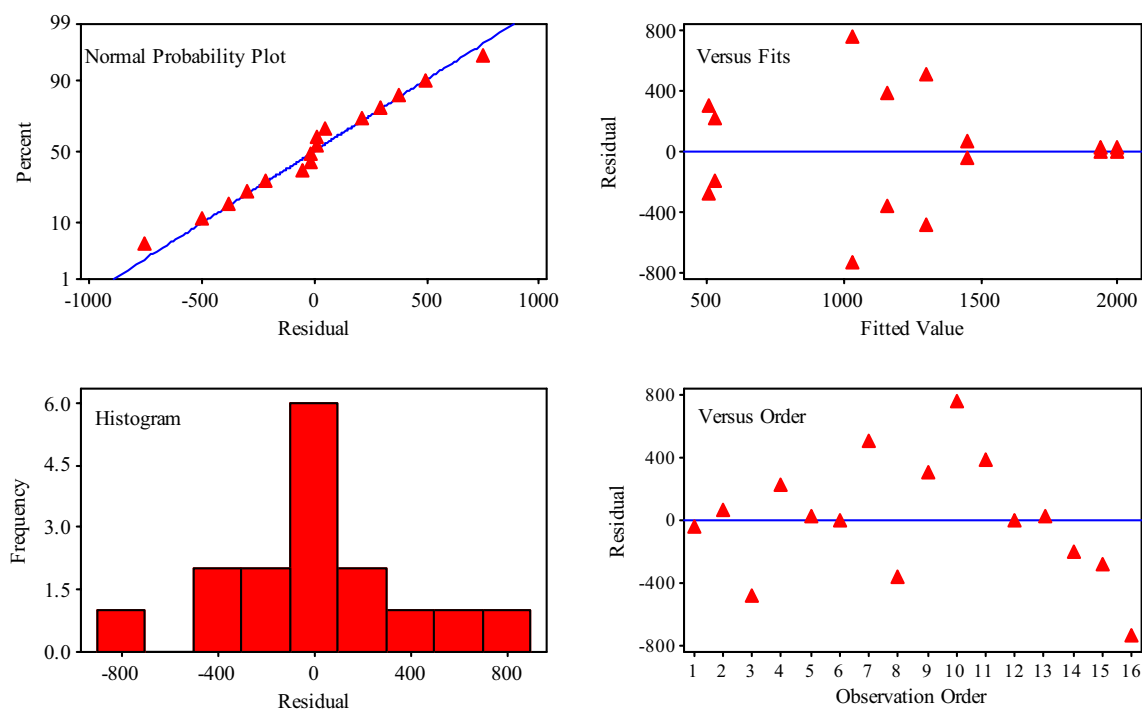 Normal Probability Plot
99
90
50
10
1
Percent
-1000 -500 0 500 1000
Residual
Versus Fits
800
400
0
-400
-800
Residual
500 1000 1500 2000
Fitted Value
Histogram
6.0
4.5
3.0
1.5
0.0
Frequency
-800 -400 0 400 800
Residual
Versus Order
800
400
0
-400
-800
Residual
1 2 3 4 5 6 7 8 9 10 11 12 13 14 15 16
Observation Order